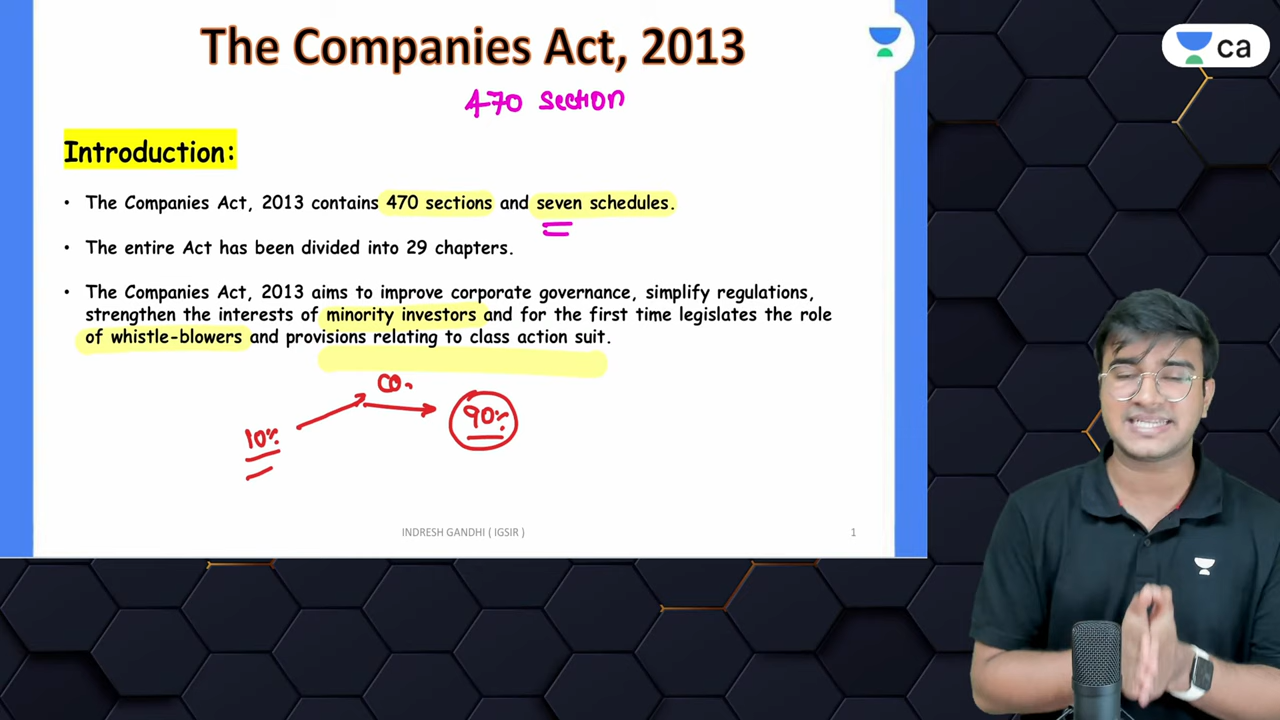 The Companies Act, 2013
ca
470 Section
Introduction:
• The Companies Act, 2013 contains 470 sections and seven schedules.
• The entire Act has been divided into 29 chapters.
• The Companies Act, 2013 aims to improve corporate governance, simplify regulations,
strengthen the interests of minority investors and for the first time legislates the role
of whistle-blowers and provisions relating to class action suit.
CO.
10%
90%
INDRESH GANDHI ( IGSIR )
1